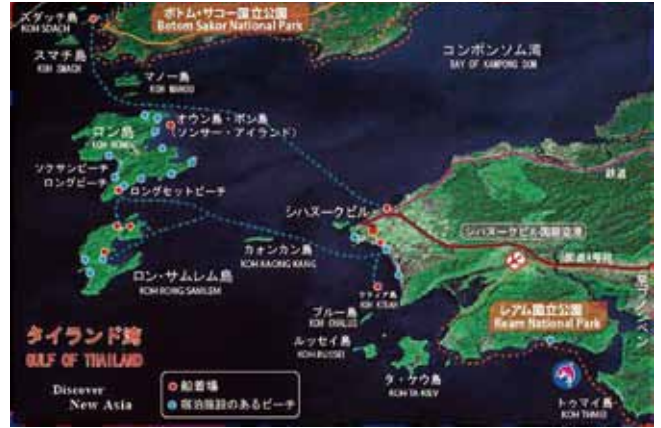 スダッチ島
KOH SDACH
ボトム・サコー国立公園
Botom Sakor National Park
スマチ島
KOH SMACH
コンポンソム湾
BAY OF KAMPONG SOM
マノー島
KOH MANOU
オウン島・ポン島
(ソンサー・アイランド)
ロン島
KOH RONG
ソクサンビーチ
ロングビーチ
ロングセットビーチ
鉄道
シハヌークビル
シハヌークビル国際空港
国道4号線
カオンカン島
KOH KAONG KANG
ロン・サムレム島
KOH RONG SAMLEM
KOH KTEAH
ブルー島
レアム国立公園
Ream National Park
タイランド湾
GULF OF THAILAND
ルッセイ島
KOH RUSSEI
タ・ケウ島
KOH TA KIEV
Discover
New Asia
船着場
宿泊施設のあるビーチ
トゥマイ島
KOH THMEI